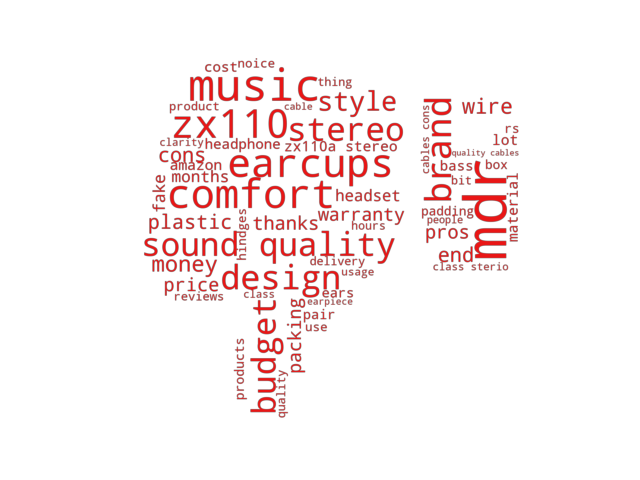 cost
noice
music
thing
product
cable
style
zx110
stereo
clarity
headphone
zx110a stereo
cons
amazon
earcups
months
fake
comfort
headset
plastic
hindges
thanks
warranty
hours
sound quality
money
delivery
design
usage
price
reviews
class
ears
earpiece
budget
packing
pair
use
products
quality
brand
cables cons
wire
rs
lot
quality cables
bass
box
bit
mdr
material
padding
people
pros
end
class sterio